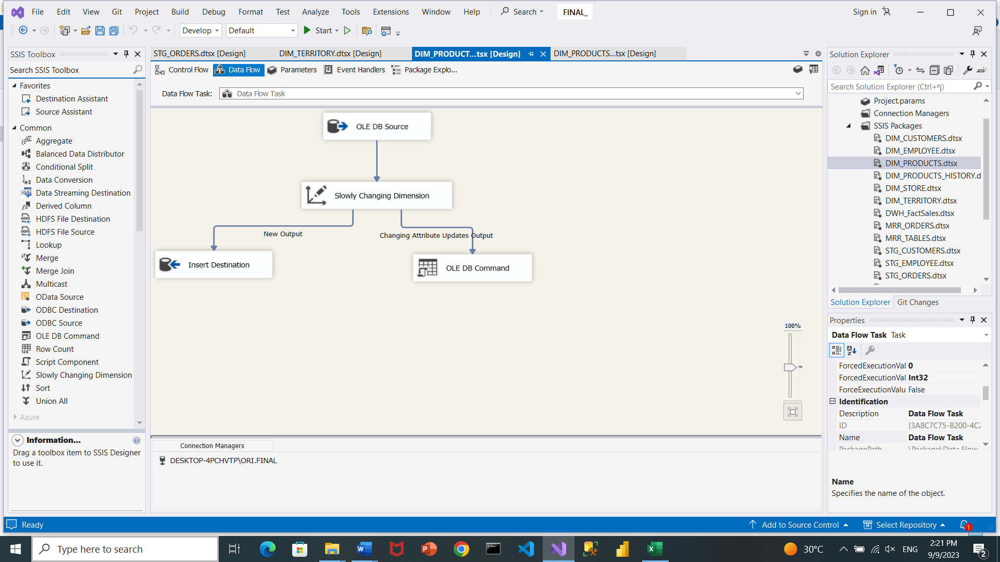 File Edit View Git Project Build Debug Format Test Analyze Tools Extensions Window Help Search FINAL_ Sign in
Develop Default Start
SSIS Toolbox
Search SSIS Toolbox
Favorites
Destination Assistant
Source Assistant
Common
Aggregate
Balanced Data Distributor
Conditional Split
Data Conversion
Data Streaming Destination
Derived Column
HDFS File Destination
HDFS File Source
Lookup
Merge
Merge Join
Multicast
OData Source
ODBC Destination
ODBC Source
OLE DB Command
Row Count
Script Component
Slowly Changing Dimension
Sort
Union All
Azure
Information...
Drag a toolbox item to SSIS Designer
to use it.
STG_ORDERS.dtsx [Design] DIM_TERRITORY.dtsx [Design] DIM_PRODUCT...tsx [Design] DIM_PRODUCTS...tsx [Design]
Control Flow Data Flow Parameters Event Handlers Package Explo...
Data Flow Task: Data Flow Task
OLE DB Source
Slowly Changing Dimension
New Output
Changing Attribute Updates Output
Insert Destination
OLE DB Command
100%
Connection Managers
DESKTOP-4PCHVTP\ORI.FINAL
Solution Explorer
Search Solution Explorer (Ctrl+ף)
Project.params
Connection Managers
SSIS Packages
DIM_CUSTOMERS.dtsx
DIM_EMPLOYEE.dtsx
DIM_PRODUCTS.dtsx
DIM_PRODUCTS_HISTORY.d
DIM_STORE.dtsx
DIM_TERRITORY.dtsx
DWH_FactSales.dtsx
MRR_ORDERS.dtsx
MRR_TABLES.dtsx
STG_CUSTOMERS.dtsx
STG_EMPLOYEE.dtsx
STG_ORDERS.dtsx
Solution Explorer Git Changes
Properties
Data Flow Task Task
ForcedExecutionVal 0
ForcedExecutionVal Int32
ForceExecutionValu False
Identification
Description Data Flow Task
ID {3A8C7C75-B200-4C2
Name Data Flow Task
PackagePath \Package\Data Flow
Name
Specifies the name of the object.
Ready
Add to Source Control Select Repository 1
Type here to search
30°C
ENG
2:21 PM
9/9/2023
2